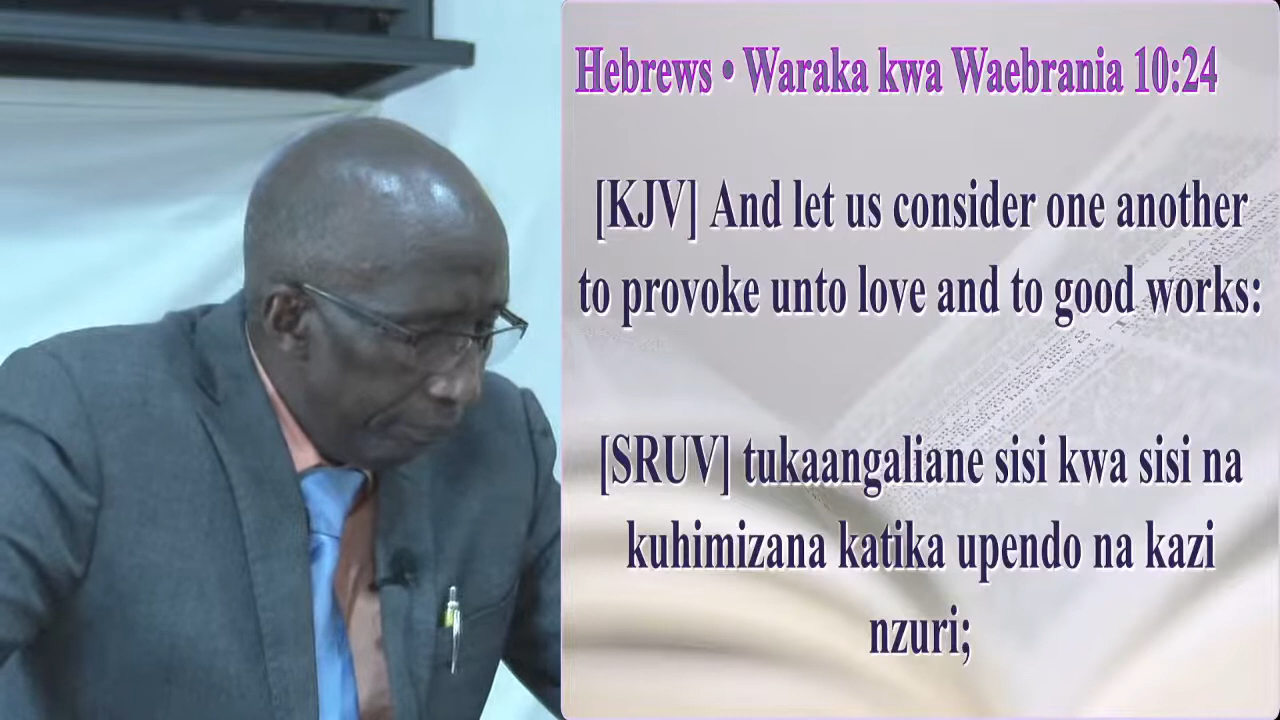 Hebrews • Waraka kwa Waebrania 10:24
[KJV] And let us consider one another
to provoke unto love and to good works:
[SRUV] tukaangaliane sisi kwa sisi na
kuhimizana katika upendo na kazi
nzuri;